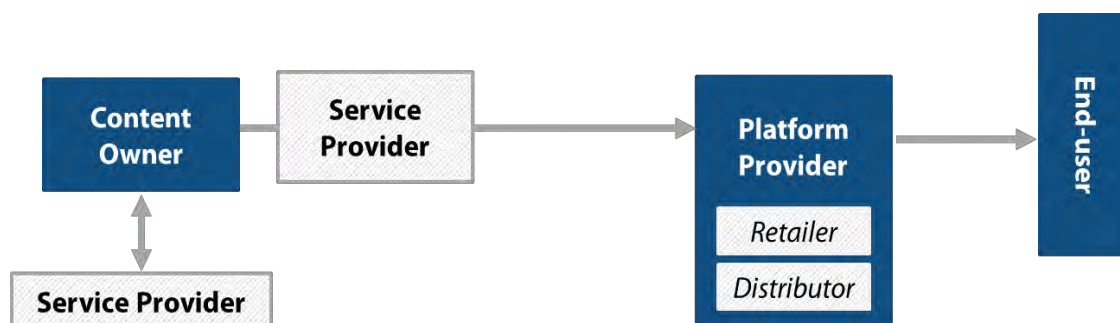 Content
Owner
Service
Provider
Platform
Provider
Retailer
Distributor
End-user
Service Provider